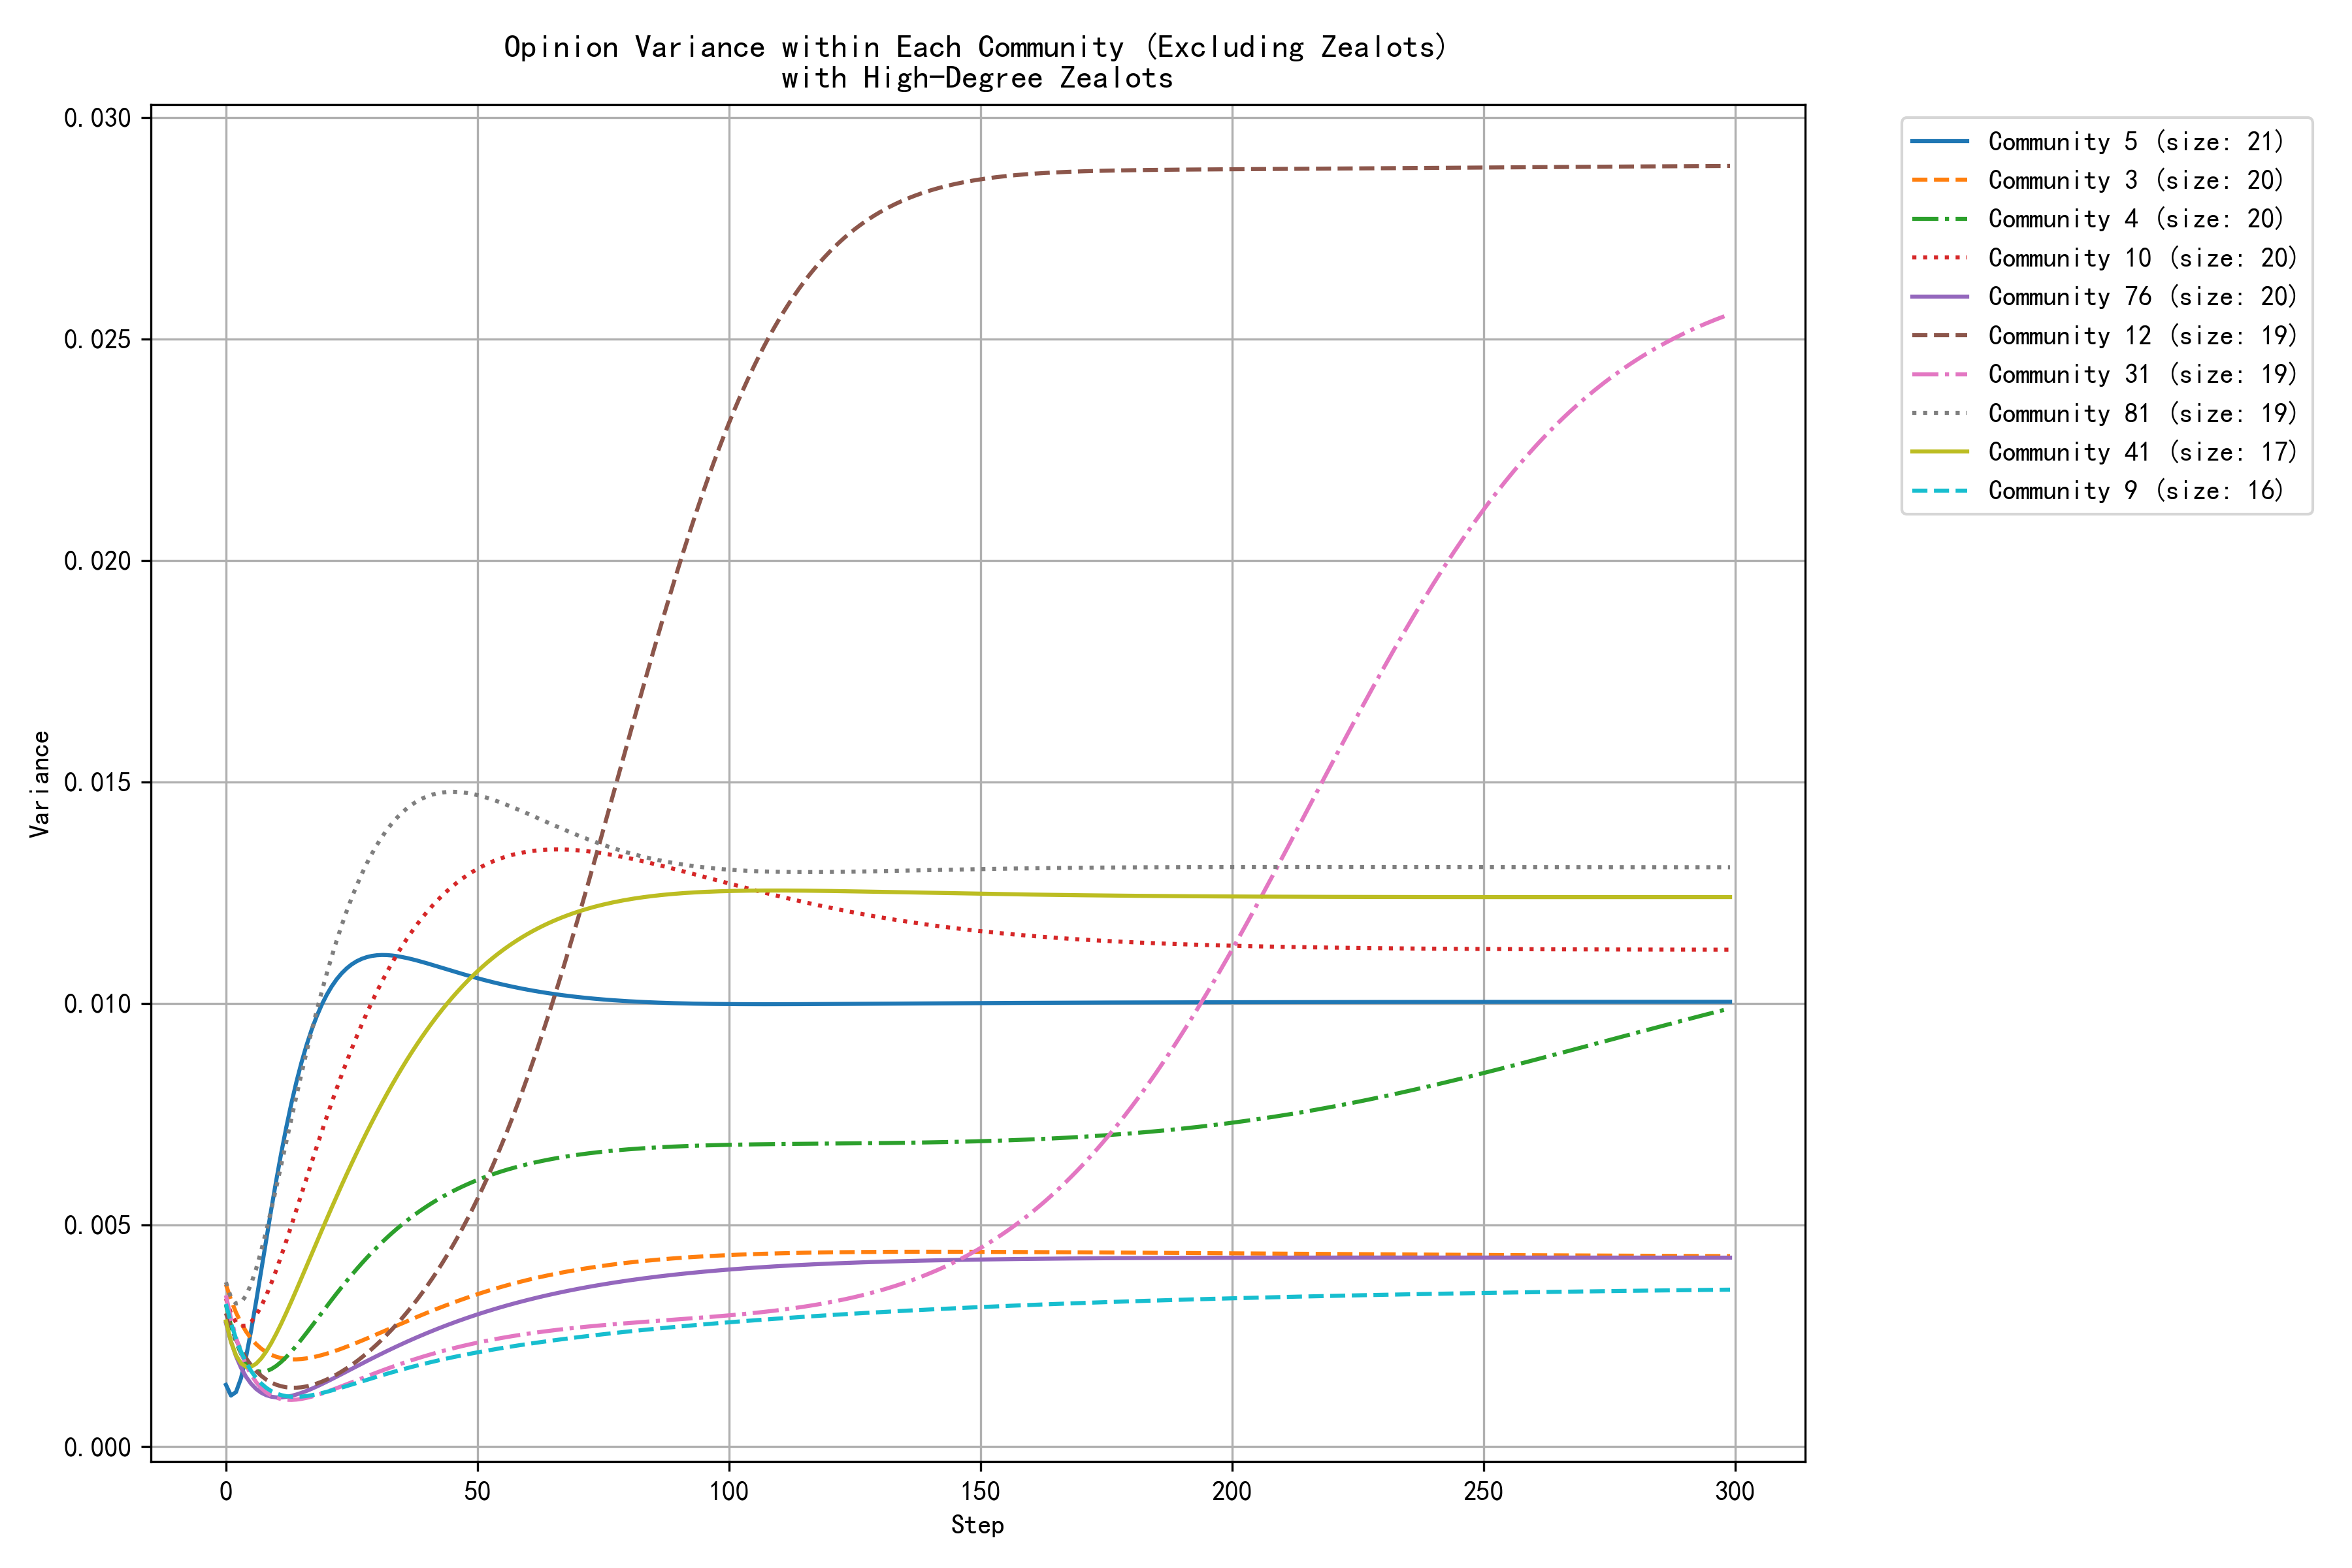 Opinion Variance within Each Community (Excluding Zealots)
with High-Degree Zealots
Variance
0.030
0.025
0.020
0.015
0.010
0.005
0.000
0
50
100
150
200
250
300
Step
Community 5 (size: 21)
Community 3 (size: 20)
Community 4 (size: 20)
Community 10 (size: 20)
Community 76 (size: 20)
Community 12 (size: 19)
Community 31 (size: 19)
Community 81 (size: 19)
Community 41 (size: 17)
Community 9 (size: 16)